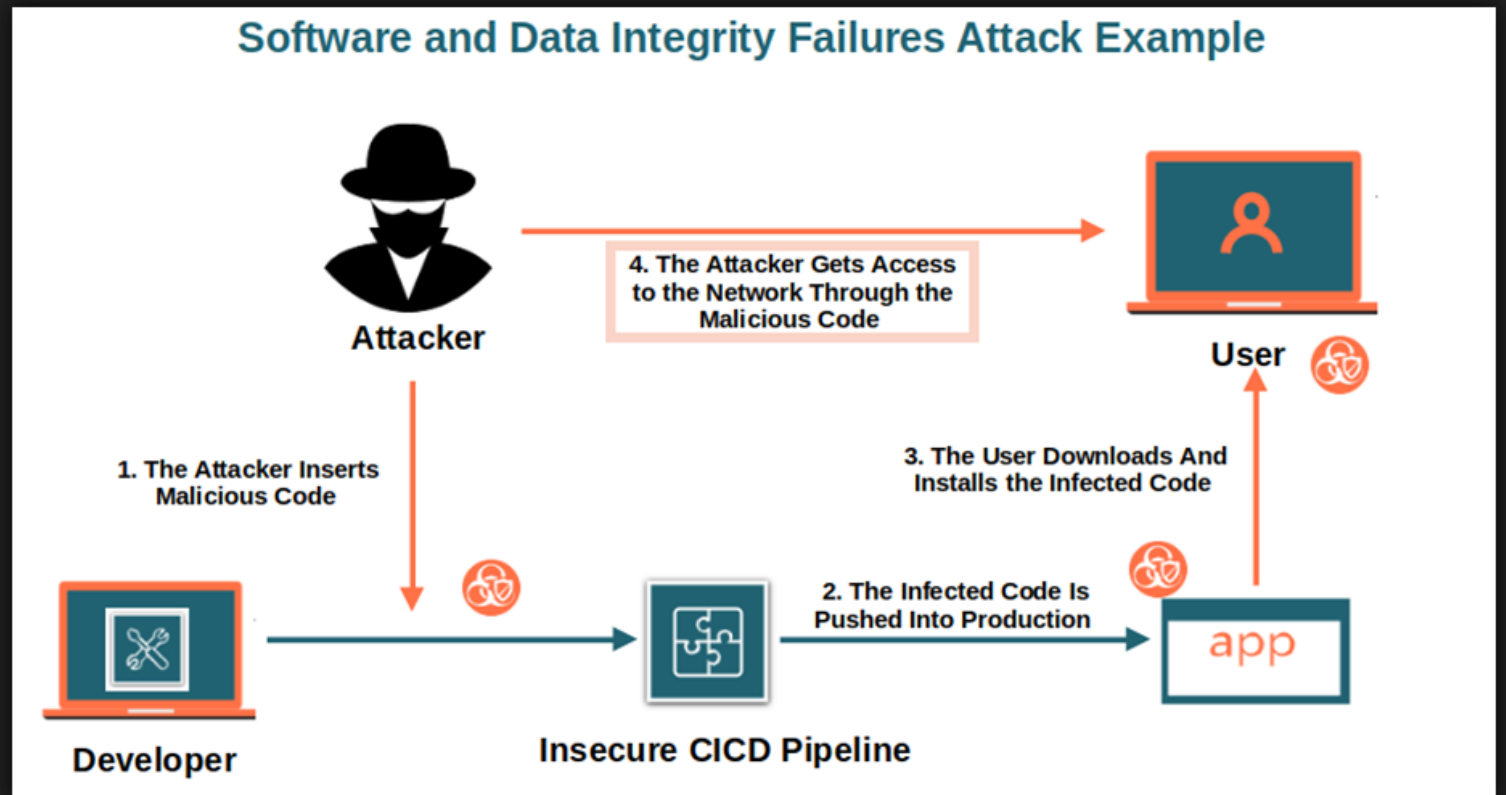 Software and Data Integrity Failures Attack Example
4. The Attacker Gets Access
to the Network Through the
Malicious Code
Attacker
User
1. The Attacker Inserts
Malicious Code
3. The User Downloads And
Installs the Infected Code
2. The Infected Code Is
Pushed Into Production
app
Developer
Insecure CICD Pipeline